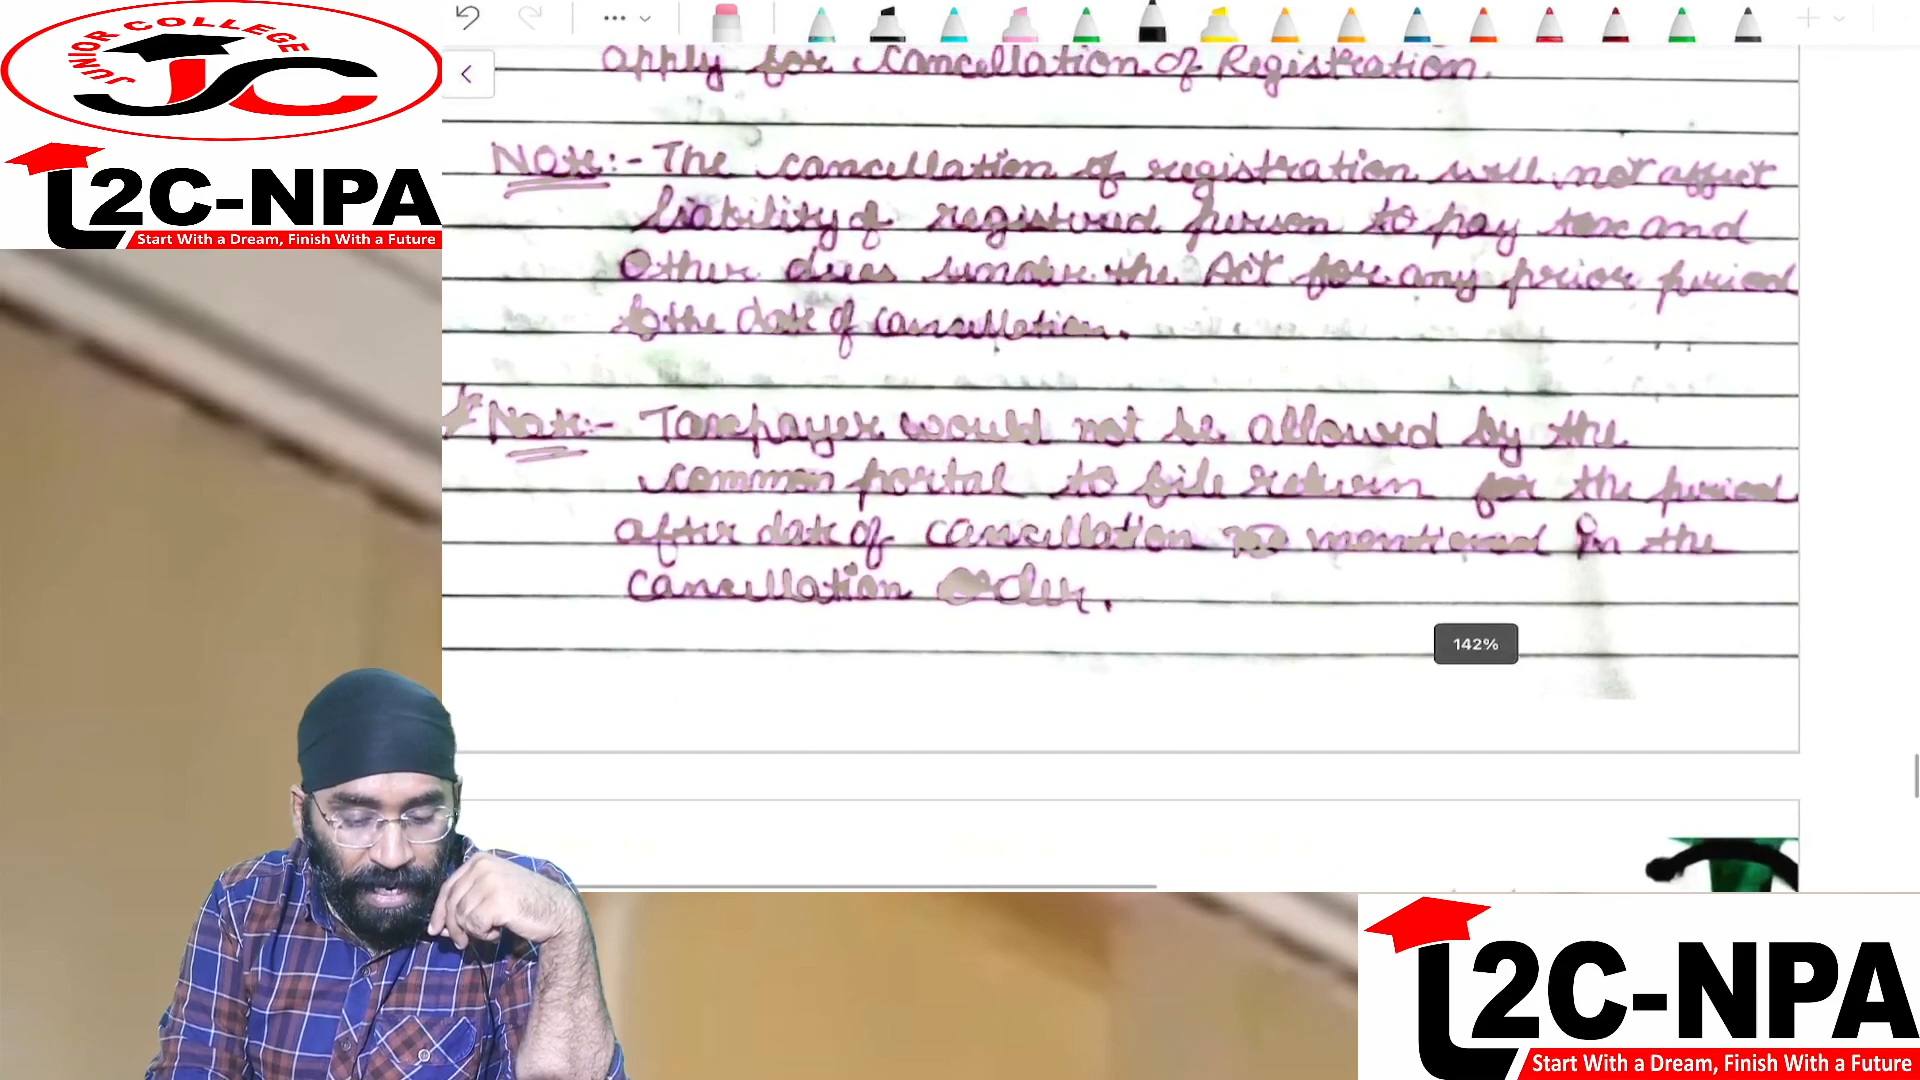 JUNIOR COLLEGE
JC
L2C-NPA
Start With a Dream, Finish With a Future
apply for cancellation of Registration.
Note:- The cancellation of registration will not affect
liability of registered person to pay tax and
Other dues under the Act for any prior period
to the date of cancellation.
*Note:- Taxpayer would not be allowed by the
common portal to file return for the period
after date of cancellation mentioned in the
cancellation Order.
142%
L2C-NPA
Start With a Dream, Finish With a Future